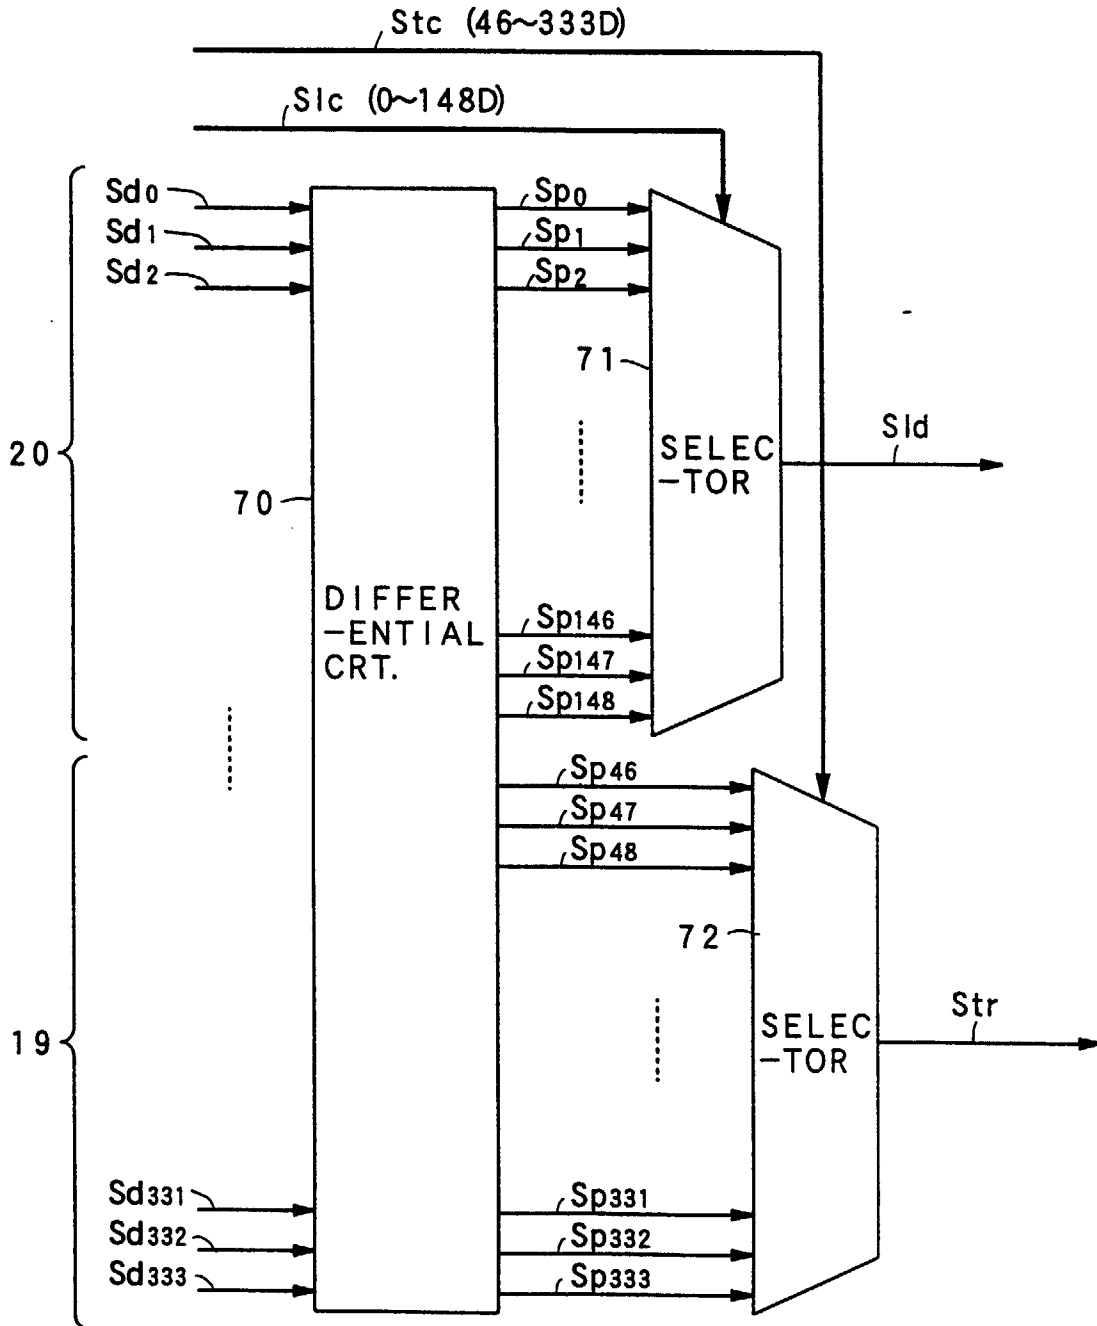 Stc (46~333D)
Slc (0~148D)
Sd0
Sd1
Sd2
Sp0
Sp1
Sp2
71
SELEC
-TOR
Sld
20
70
DIFFER
-ENTIAL
CRT.
Sp146
Sp147
Sp148
Sp46
Sp47
Sp48
72
SELEC
-TOR
Str
19
Sd331
Sd332
Sd333
Sp331
Sp332
Sp333